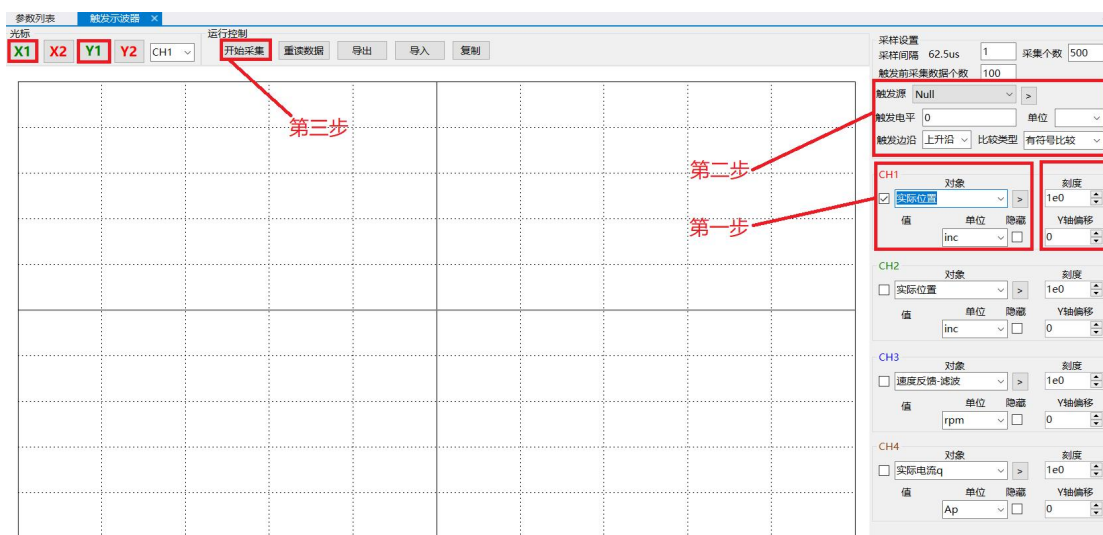 参数列表 触发示波器 ×
光标 运行控制
X1 X2 Y1 Y2 CH1 开始采集 重读数据 导出 导入 复制
采样设置
采样间隔 62.5us 1 采集个数 500
触发前采集数据个数 100
触发源 Null >
触发电平 0 单位
触发边沿 上升沿 比较类型 有符号比较
第三步
第二步
第一步
CH1
对象 刻度
实际位置 > 1e0
值 单位 隐藏 Y轴偏移
inc 0
CH2
对象 刻度
实际位置 > 1e0
值 单位 隐藏 Y轴偏移
inc 0
CH3
对象 刻度
速度反馈-滤波 > 1e0
值 单位 隐藏 Y轴偏移
rpm 0
CH4
对象 刻度
实际电流q > 1e0
值 单位 隐藏 Y轴偏移
Ap 0